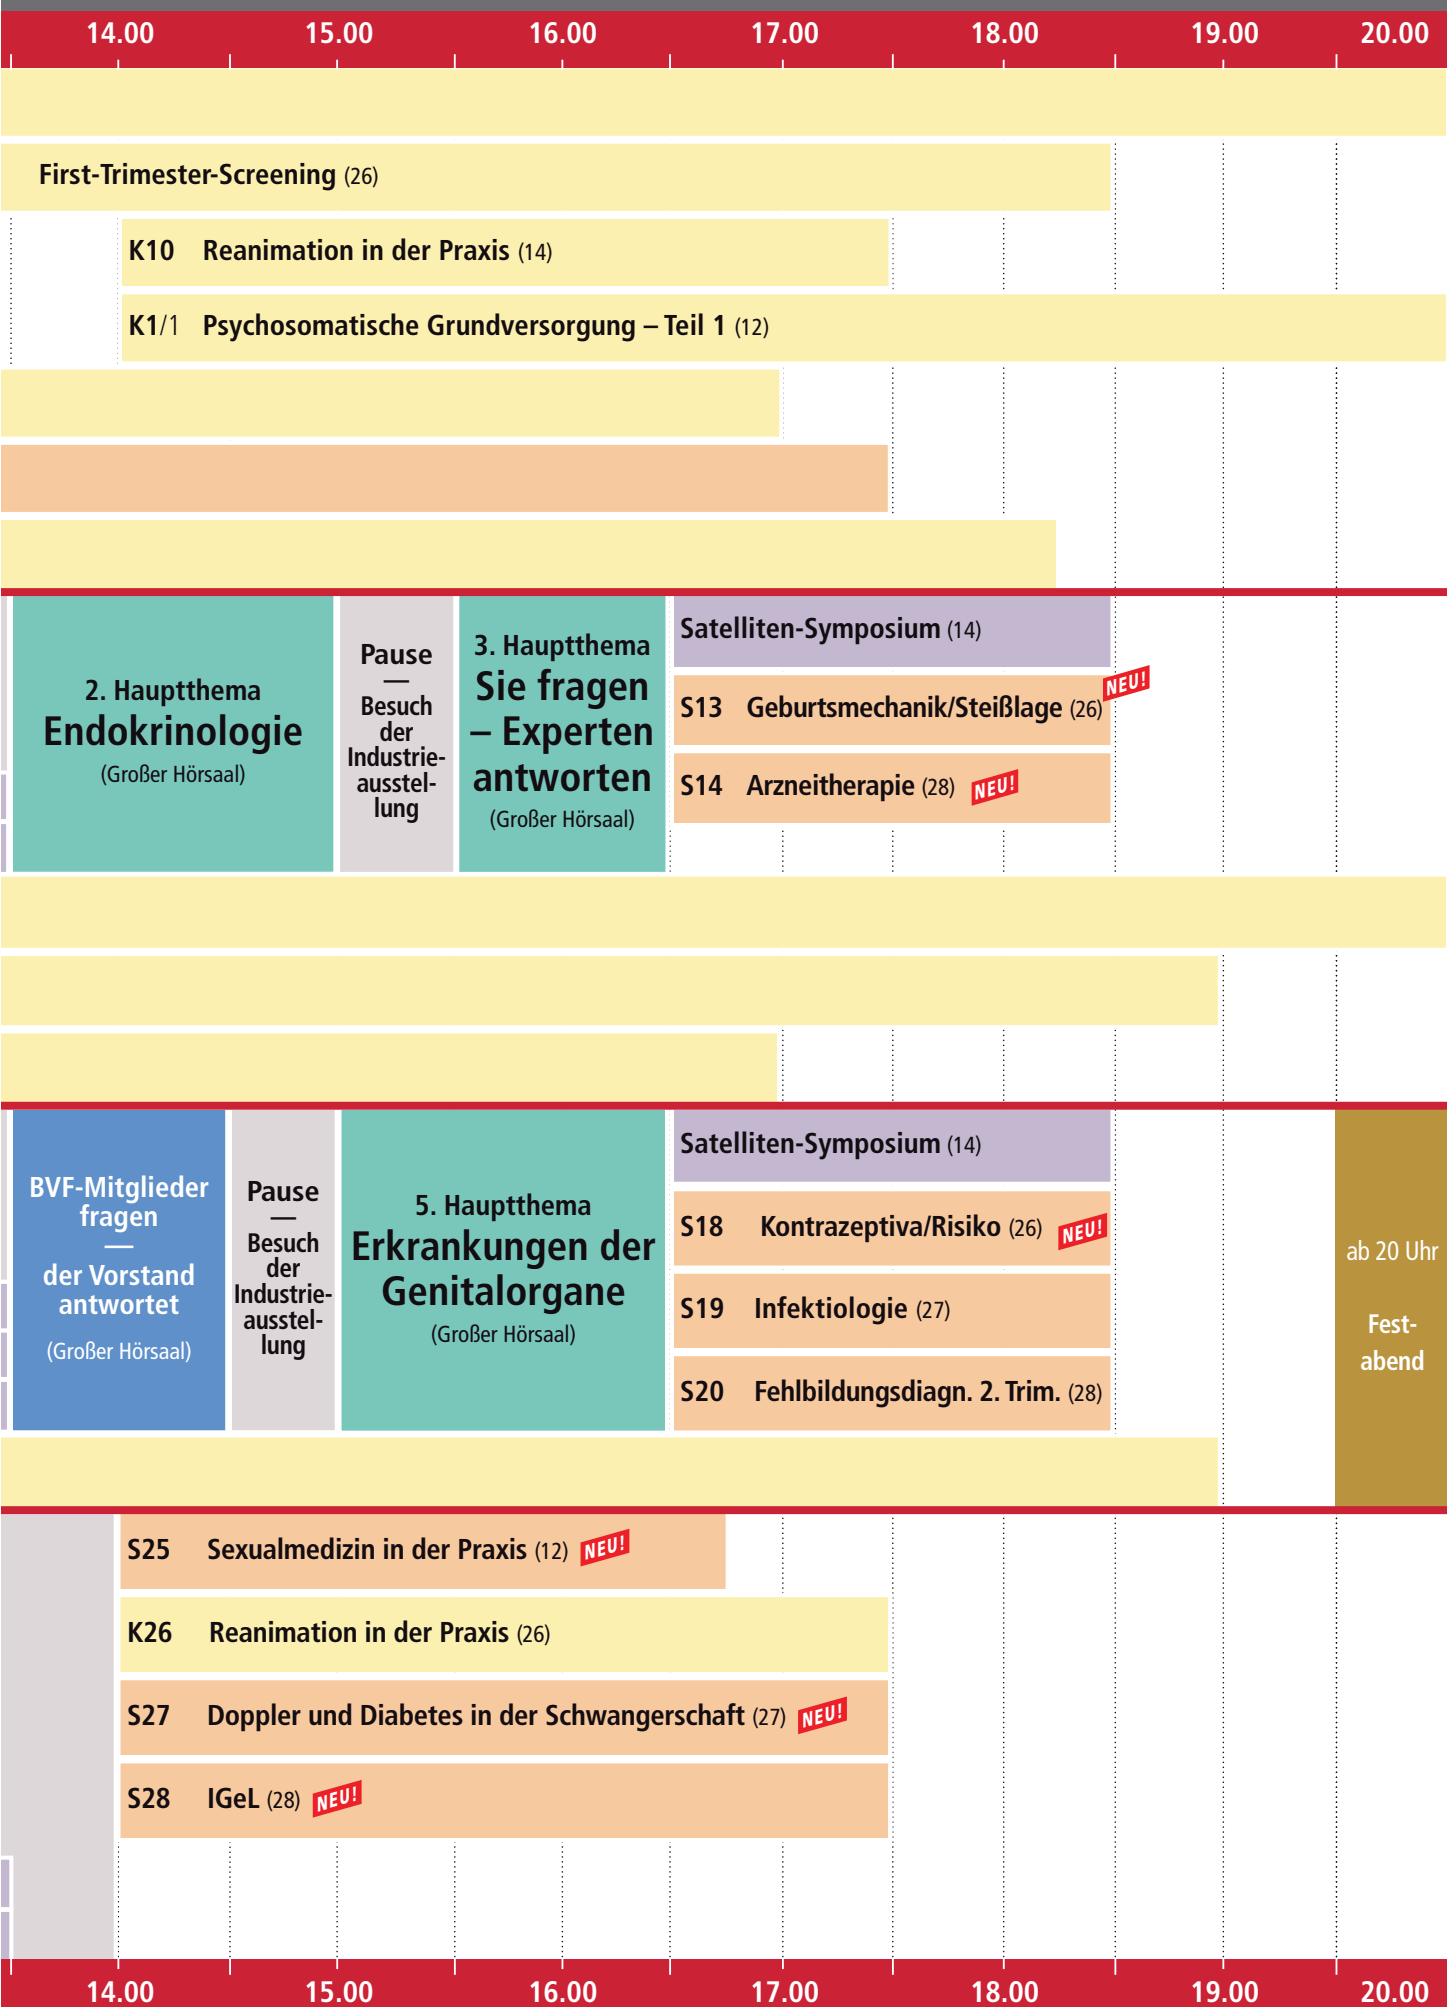 14.00 15.00 16.00 17.00 18.00 19.00 20.00
First-Trimester-Screening (26)
K10 Reanimation in der Praxis (14)
K1/1 Psychosomatische Grundversorgung – Teil 1 (12)
2. Hauptthema
Endokrinologie
(Großer Hörsaal)
Pause
—
Besuch
der
Industrie-
ausstel-
lung
3. Hauptthema
Sie fragen
– Experten
antworten
(Großer Hörsaal)
Satelliten-Symposium (14)
S13 Geburtsmechanik/Steißlage (26) NEU!
S14 Arzneitherapie (28) NEU!
BVF-Mitglieder
fragen
—
der Vorstand
antwortet
(Großer Hörsaal)
Pause
—
Besuch
der
Industrie-
ausstel-
lung
5. Hauptthema
Erkrankungen der
Genitalorgane
(Großer Hörsaal)
Satelliten-Symposium (14)
S18 Kontrazeptiva/Risiko (26) NEU!
S19 Infektiologie (27)
S20 Fehlbildungsdiagn. 2. Trim. (28)
ab 20 Uhr
Fest-
abend
S25 Sexualmedizin in der Praxis (12) NEU!
K26 Reanimation in der Praxis (26)
S27 Doppler und Diabetes in der Schwangerschaft (27) NEU!
S28 IGeL (28) NEU!
14.00 15.00 16.00 17.00 18.00 19.00 20.00